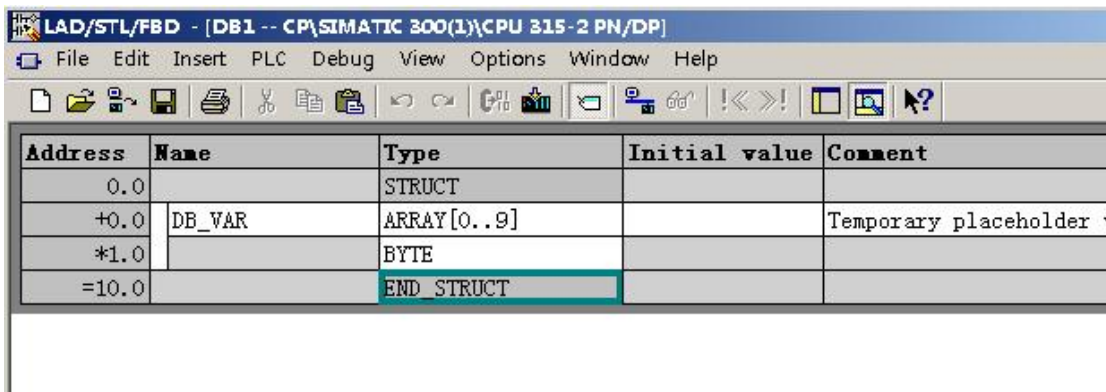 LAD/STL/FBD - [DB1 -- CP\SIMATIC 300(1)\CPU 315-2 PN/DP]
File Edit Insert PLC Debug View Options Window Help
Address Name Type Initial value Comment
0.0 STRUCT
+0.0 DB_VAR ARRAY[0..9] Temporary placeholder
*1.0 BYTE
=10.0 END_STRUCT